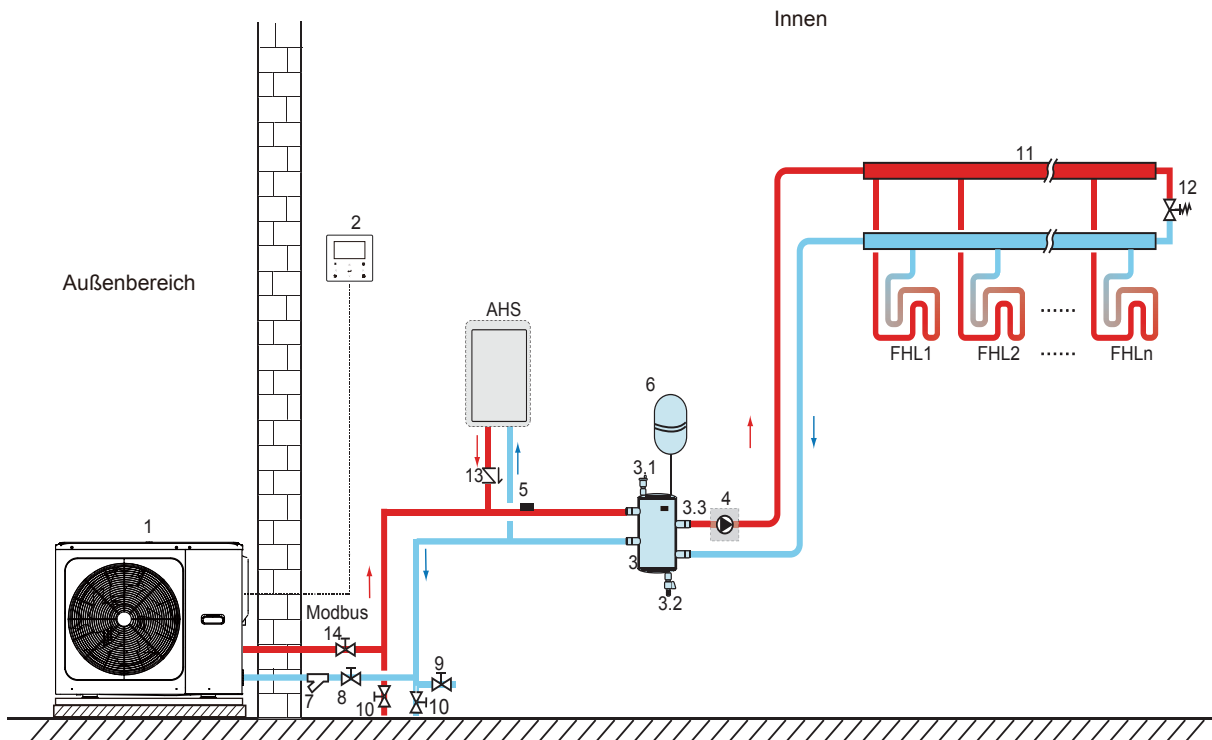 Innen
11
12
2
Außenbereich
AHS
FHL1
FHL2
......
......
FHLn
6
3.1
13
5
3.3
4
1
3
3.2
Modbus
14
9
7
8
10
10